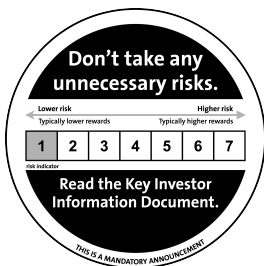 Don’t take any
unnecessary risks.
Lower risk Higher risk
Typically lower rewards Typically higher rewards
1 2 3 4 5 6 7
risk indicator
Read the Key Investor
Information Document.
THIS IS A MANDATORY ANNOUNCEMENT